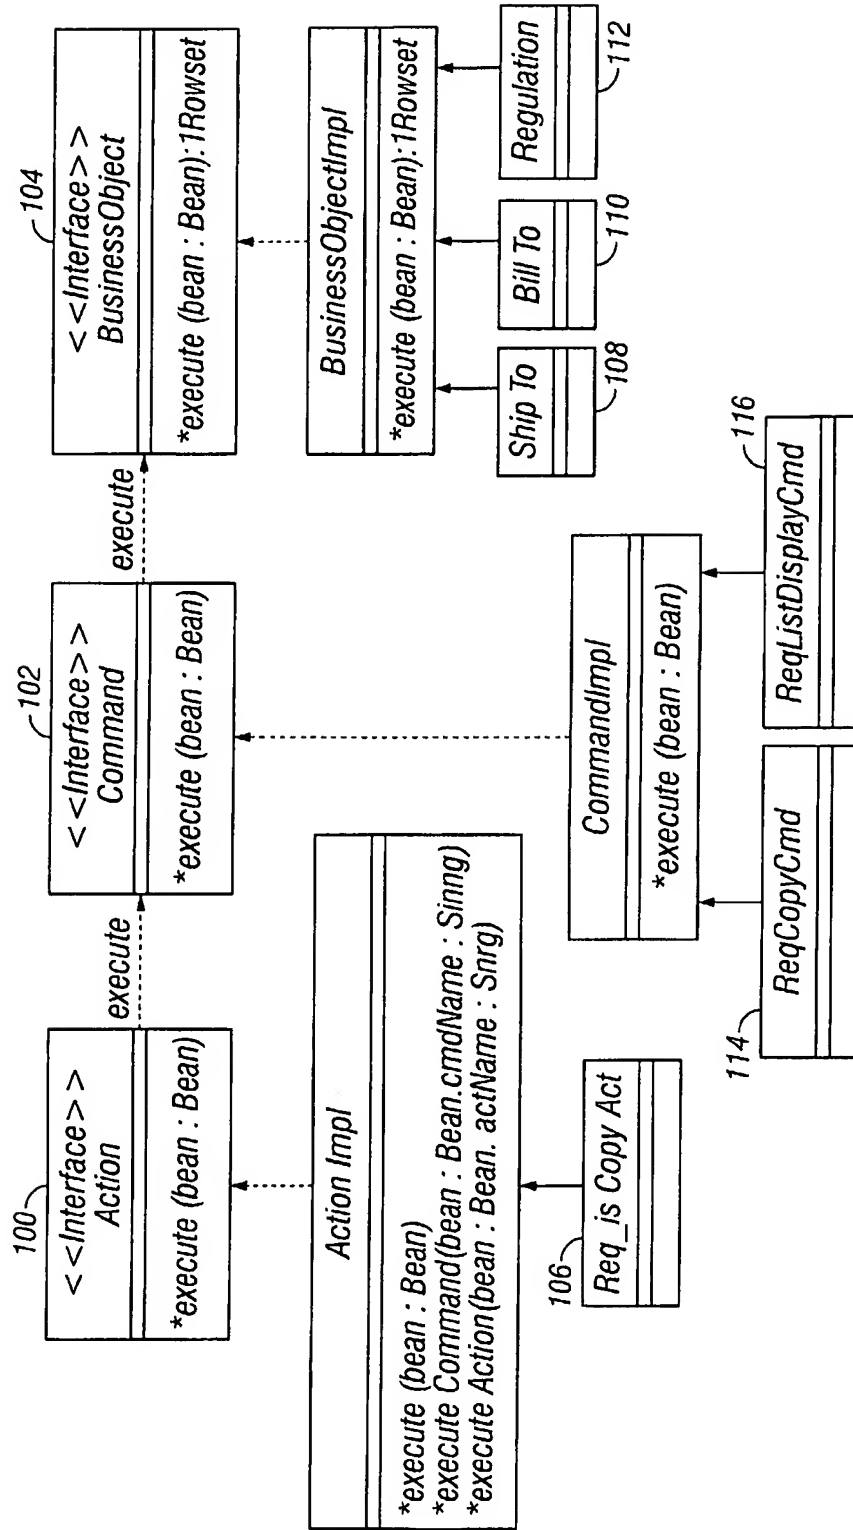 100
<<Interface>>
Action
*execute (bean : Bean)
execute
102
<<Interface>>
Command
*execute (bean : Bean)
execute
104
<<Interface>>
BusinessObject
*execute (bean : Bean):1Rowset
Action Impl
*execute (bean : Bean)
*execute Command(bean : Bean.cmdName : Sinng)
*execute Action(bean : Bean. actName : Snrg)
106
Req_is Copy Act
CommandImpl
*execute (bean : Bean)
114
ReqCopyCmd
116
ReqListDisplayCmd
BusinessObjectImpl
*execute (bean : Bean):1Rowset
Ship To
108
Bill To
110
Regulation
112